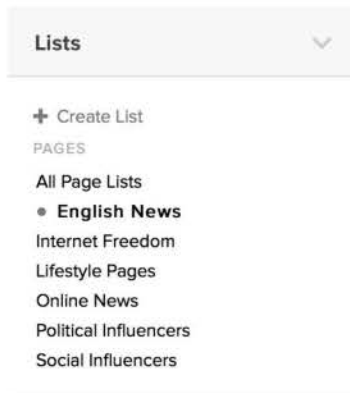 Lists
+ Create List
PAGES
All Page Lists
• English News
Internet Freedom
Lifestyle Pages
Online News
Political Influencers
Social Influencers